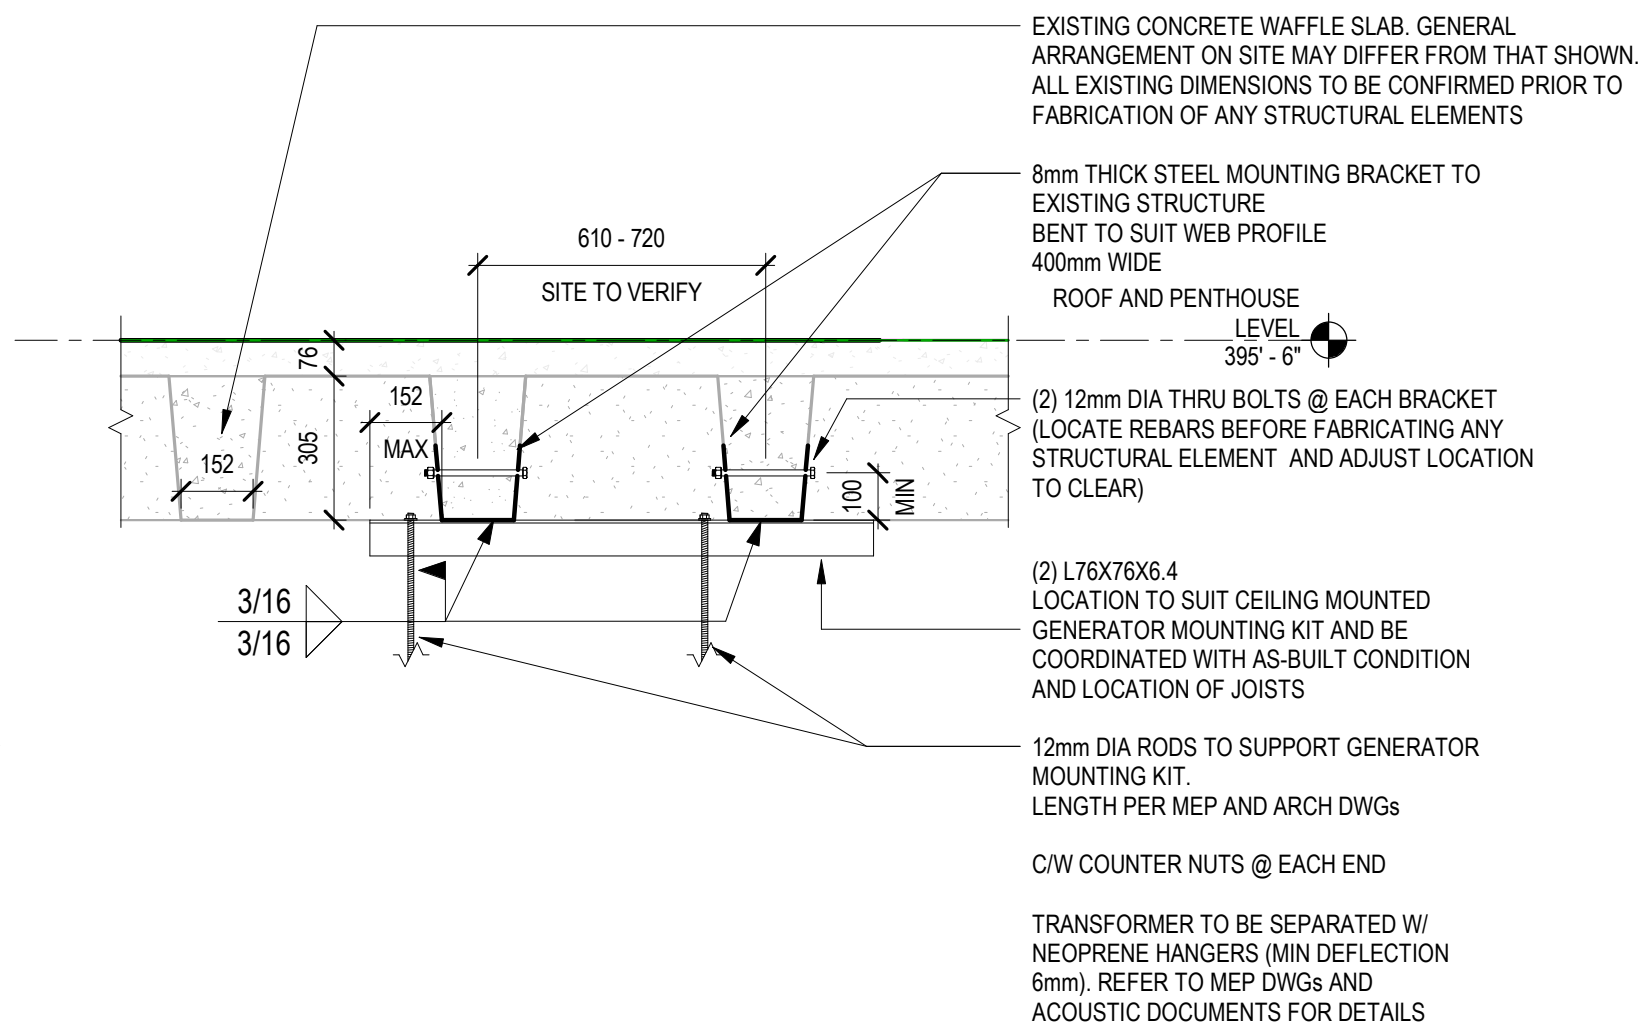 EXISTING CONCRETE WAFFLE SLAB. GENERAL
ARRANGEMENT ON SITE MAY DIFFER FROM THAT SHOWN.
ALL EXISTING DIMENSIONS TO BE CONFIRMED PRIOR TO
FABRICATION OF ANY STRUCTURAL ELEMENTS
8mm THICK STEEL MOUNTING BRACKET TO
EXISTING STRUCTURE
BENT TO SUIT WEB PROFILE
400mm WIDE
610 - 720
SITE TO VERIFY
ROOF AND PENTHOUSE
LEVEL
395' - 6"
76
305
152
152
MAX
100
MIN
(2) 12mm DIA THRU BOLTS @ EACH BRACKET
(LOCATE REBARS BEFORE FABRICATING ANY
STRUCTURAL ELEMENT AND ADJUST LOCATION
TO CLEAR)
3/16
3/16
(2) L76X76X6.4
LOCATION TO SUIT CEILING MOUNTED
GENERATOR MOUNTING KIT AND BE
COORDINATED WITH AS-BUILT CONDITION
AND LOCATION OF JOISTS
12mm DIA RODS TO SUPPORT GENERATOR
MOUNTING KIT.
LENGTH PER MEP AND ARCH DWGs
C/W COUNTER NUTS @ EACH END
TRANSFORMER TO BE SEPARATED W/
NEOPRENE HANGERS (MIN DEFLECTION
6mm). REFER TO MEP DWGs AND
ACOUSTIC DOCUMENTS FOR DETAILS